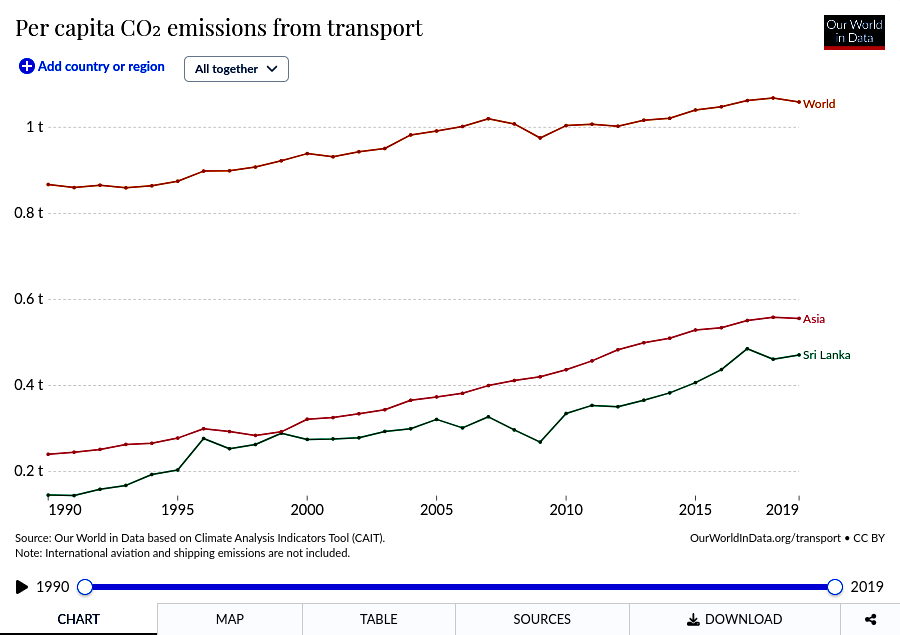 Per capita CO₂ emissions from transport
Our World
in Data
Add country or region
All together
World
1 t
0.8 t
0.6 t
Asia
Sri Lanka
0.4 t
0.2 t
1990 1995 2000 2005 2010 2015 2019
Source: Our World in Data based on Climate Analysis Indicators Tool (CAIT). OurWorldInData.org/transport • CC BY
Note: International aviation and shipping emissions are not included.
1990 2019
CHART MAP TABLE SOURCES DOWNLOAD